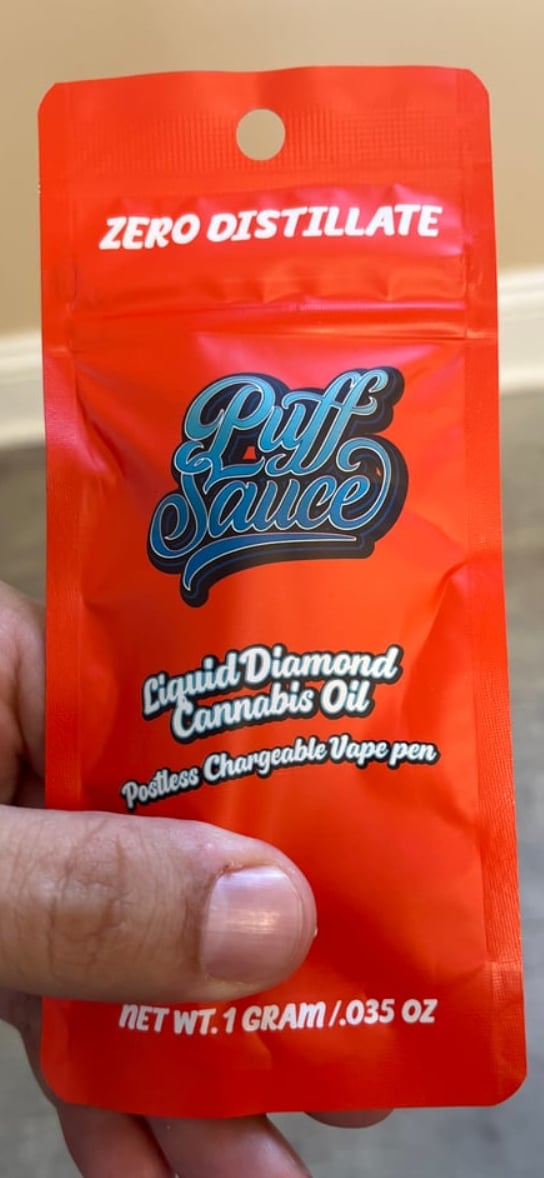 ZERO DISTILLATE
Puff
Sauce
Liquid Diamond
Cannabis Oil
Postless Chargeable Vape pen
NET WT. 1 GRAM /.035 OZ